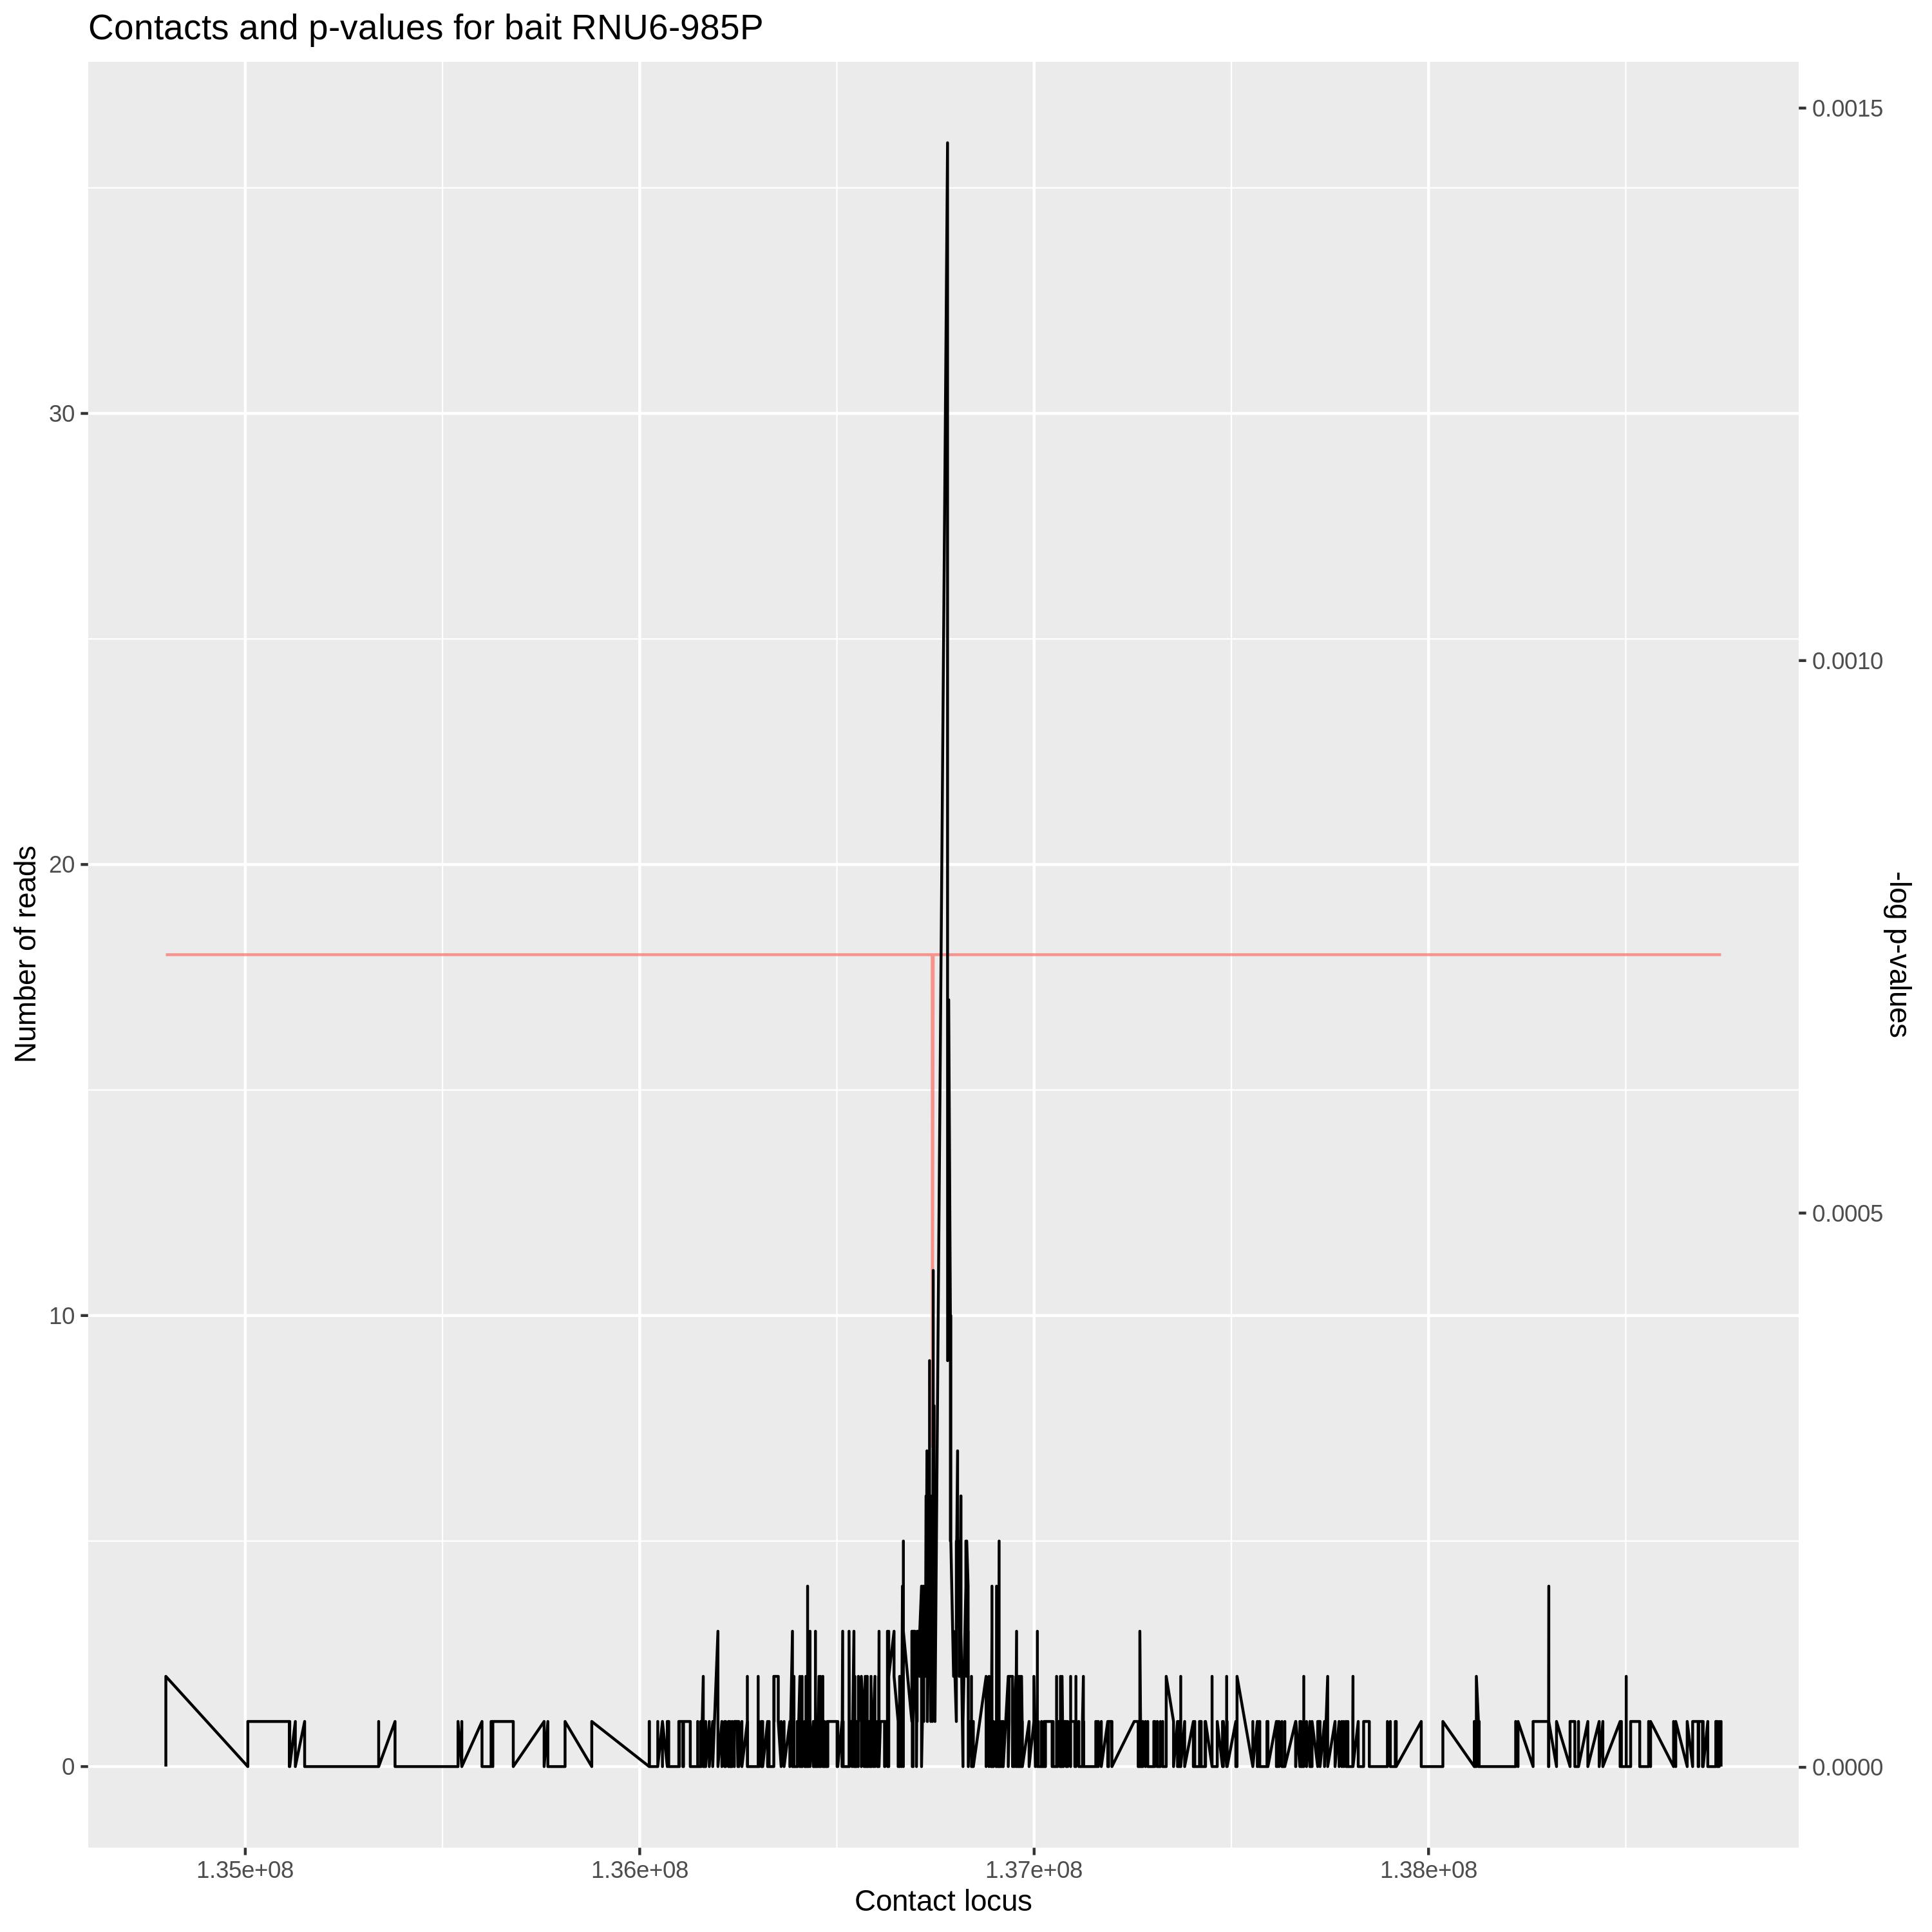 Contacts and p-values for bait RNU6-985P
Number of reads
30
20
10
0
0.0015
0.0010
0.0005
0.0000
-log p-values
1.35e+08
1.36e+08
1.37e+08
1.38e+08
Contact locus